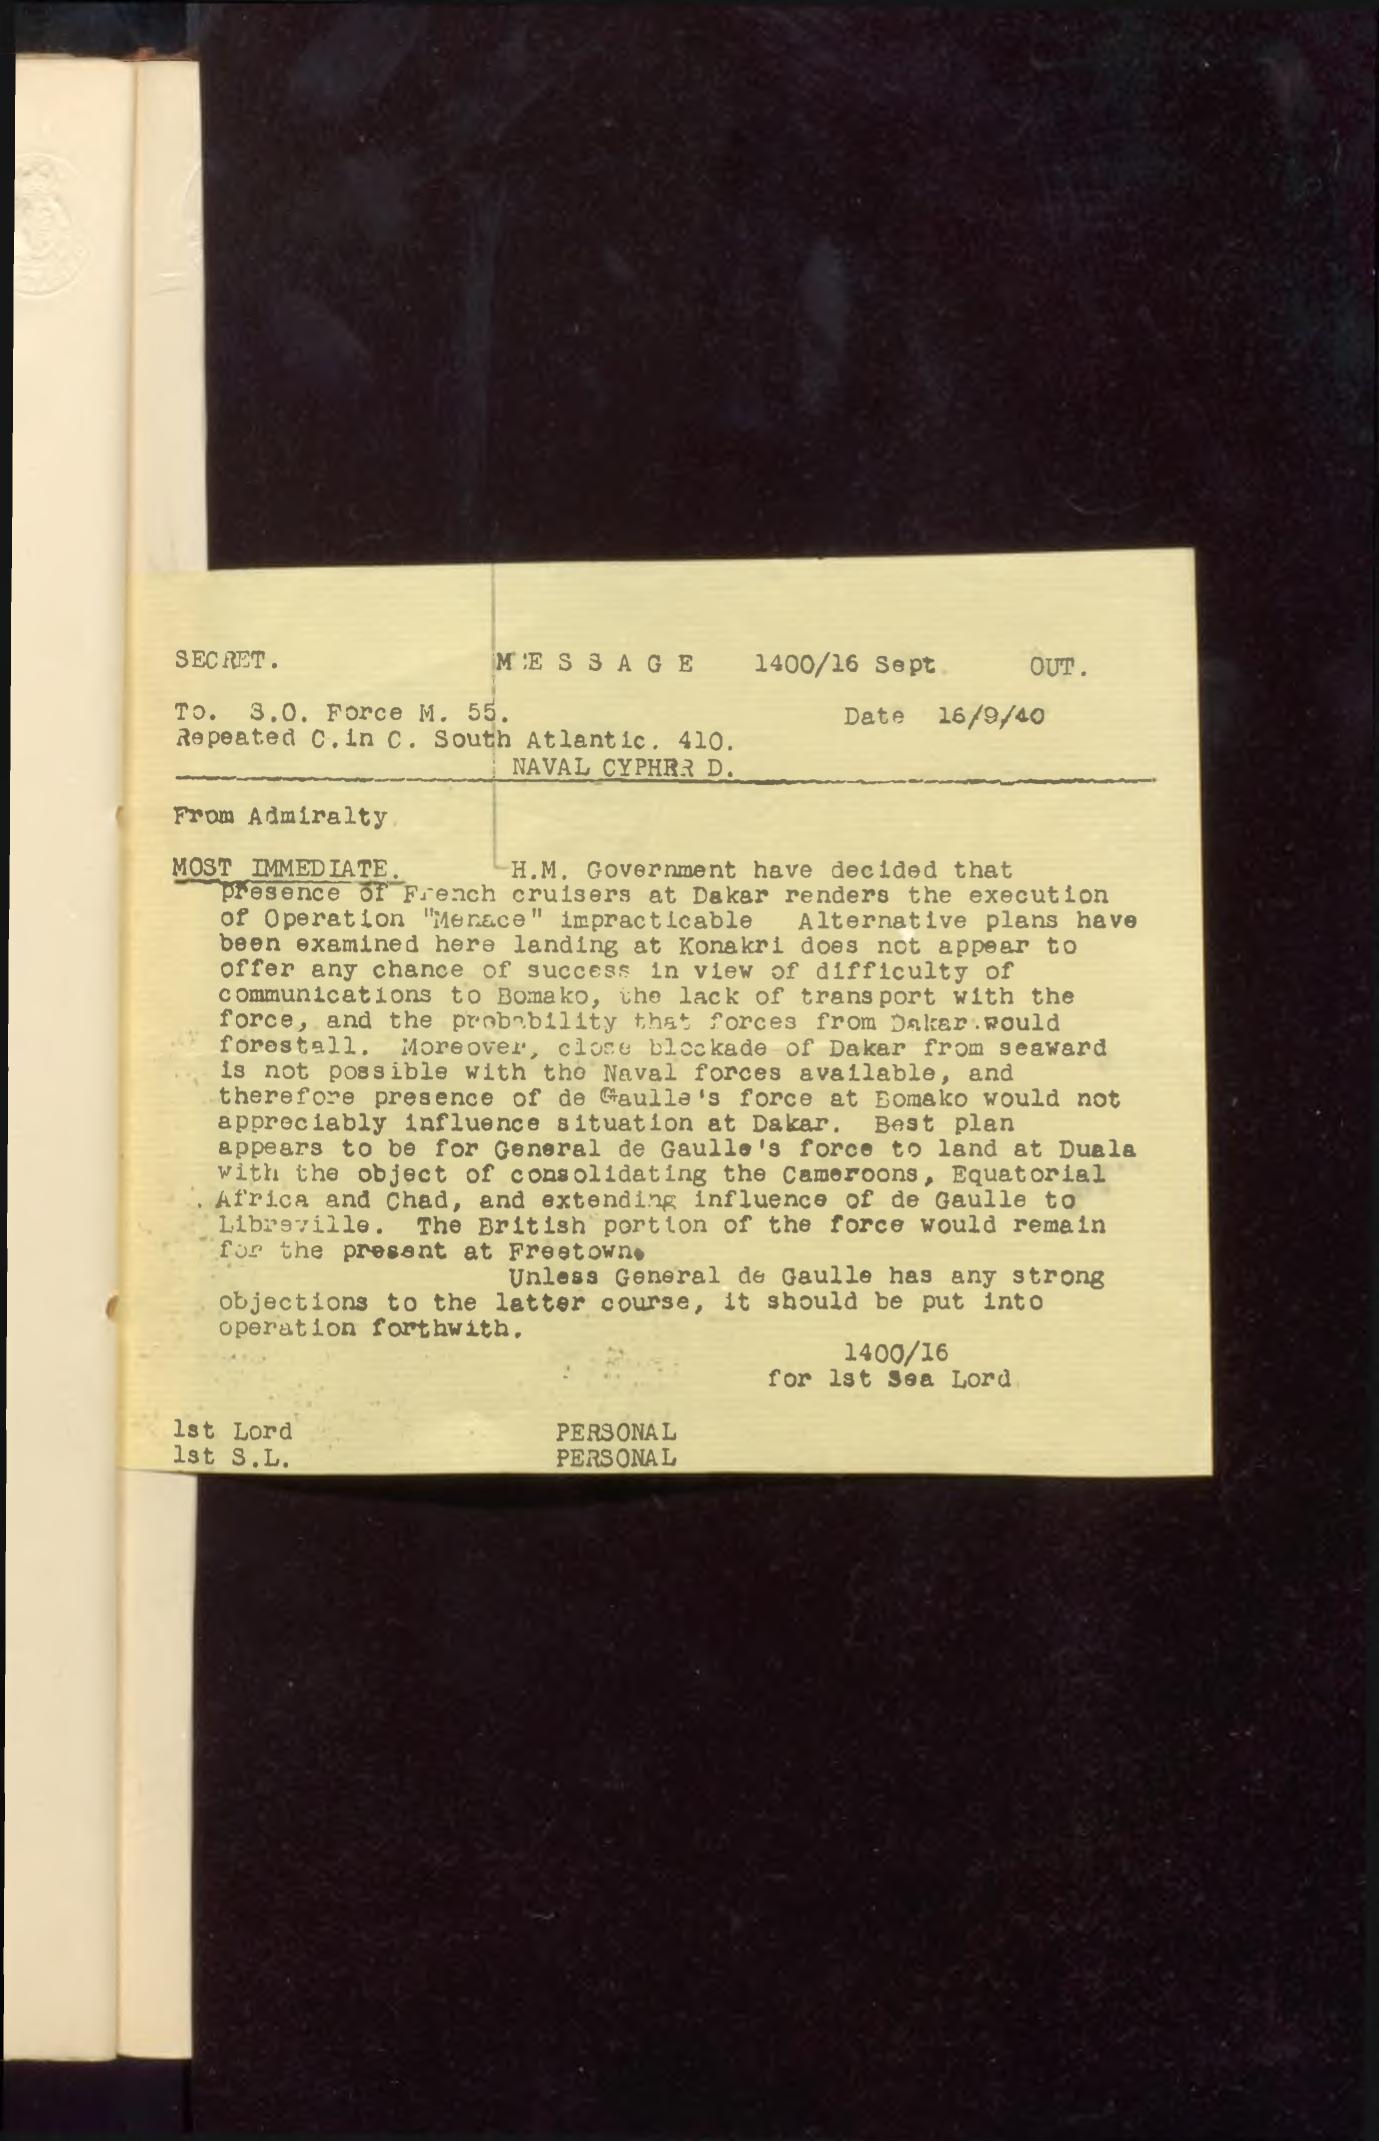 SECRET. MESSAGE 1400/16 Sept. OUT.
To. S.O. Force M. 55. Date 16/9/40
Repeated C.in C. South Atlantic. 410.
NAVAL CYPHER D.
From Admiralty.
MOST IMMEDIATE. H.M. Government have decided that
presence of French cruisers at Dakar renders the execution
of Operation "Menace" impracticable Alternative plans have
been examined here landing at Konakri does not appear to
offer any chance of success in view of difficulty of
communications to Bomako, the lack of transport with the
force, and the probability that forces from Dakar.would
forestall. Moreover, close blockade of Dakar from seaward
is not possible with the Naval forces available, and
therefore presence of de Gaulle's force at Bomako would not
appreciably influence situation at Dakar. Best plan
appears to be for General de Gaulle's force to land at Duala
with the object of consolidating the Cameroons, Equatorial
Africa and Chad, and extending influence of de Gaulle to
Libreville. The British portion of the force would remain
for the present at Freetown.
Unless General de Gaulle has any strong
objections to the latter course, it should be put into
operation forthwith.
1400/16
for 1st Sea Lord.
1st Lord PERSONAL
1st S.L. PERSONAL